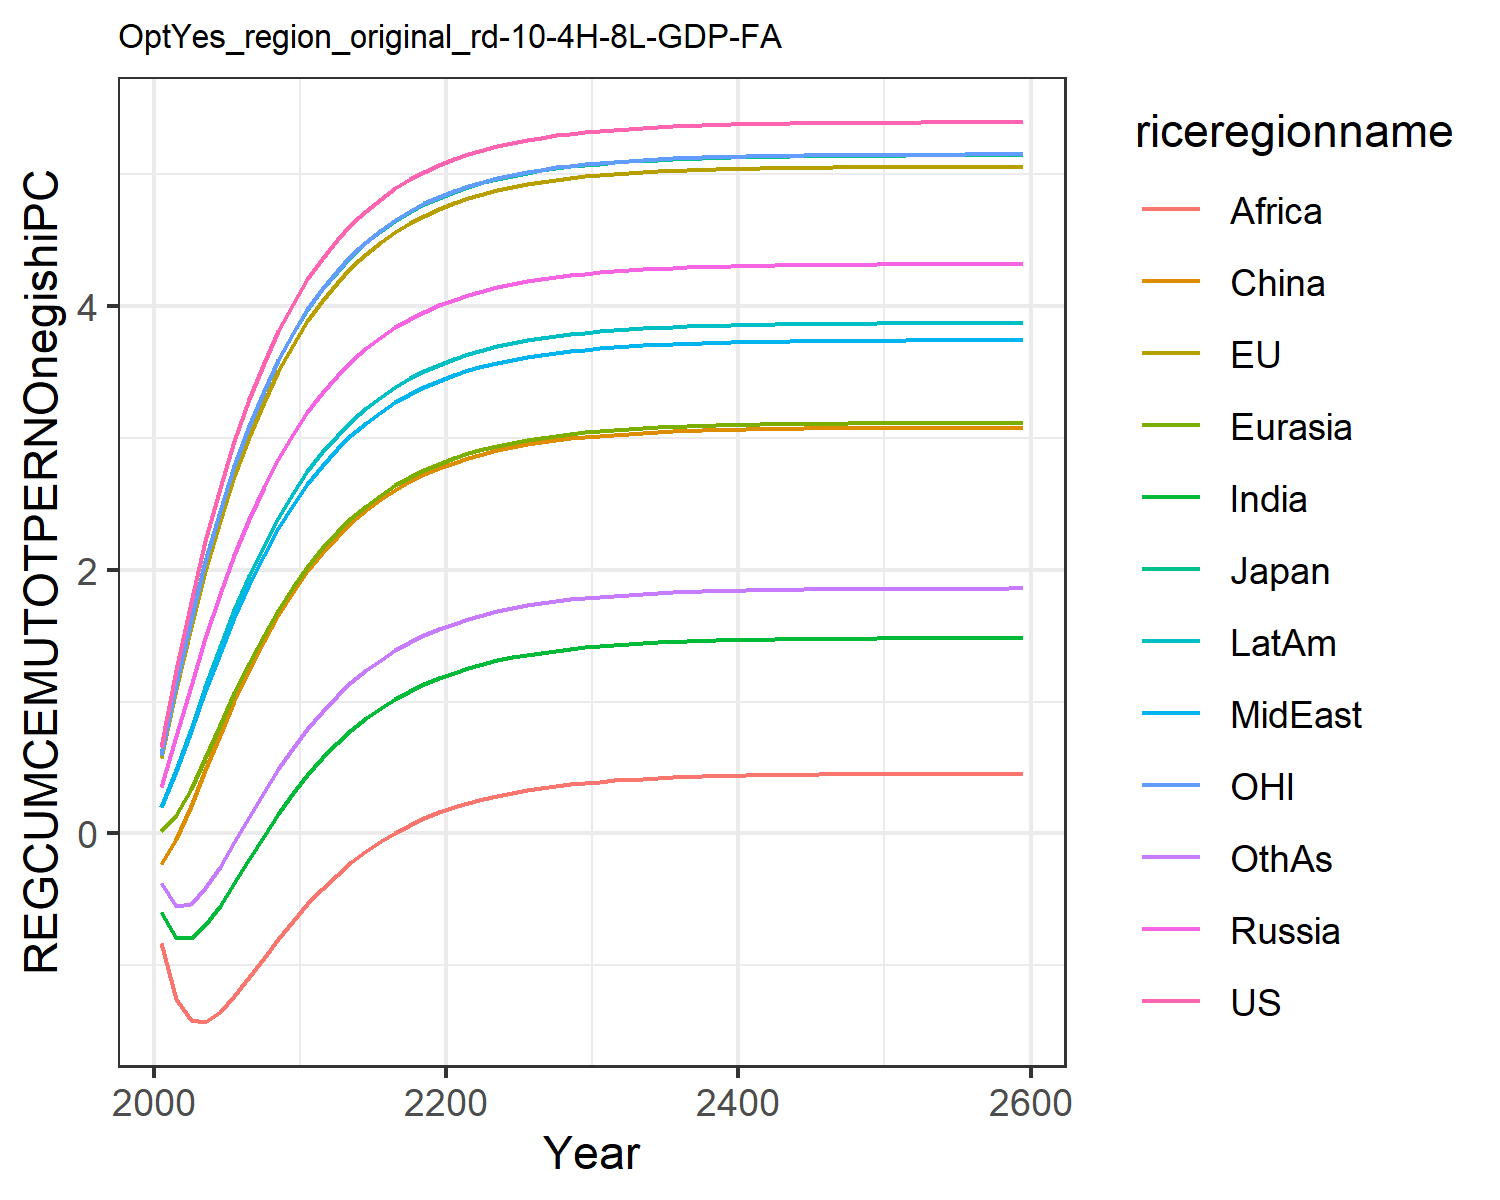 OptYes_region_original_rd-10-4H-8L-GDP-FA
REGCUMCEMUTOTPERNOnegishiPC
4
2
0
2000 2200 2400 2600
Year
riceregionname
Africa
China
EU
Eurasia
India
Japan
LatAm
MidEast
OHI
OthAs
Russia
US